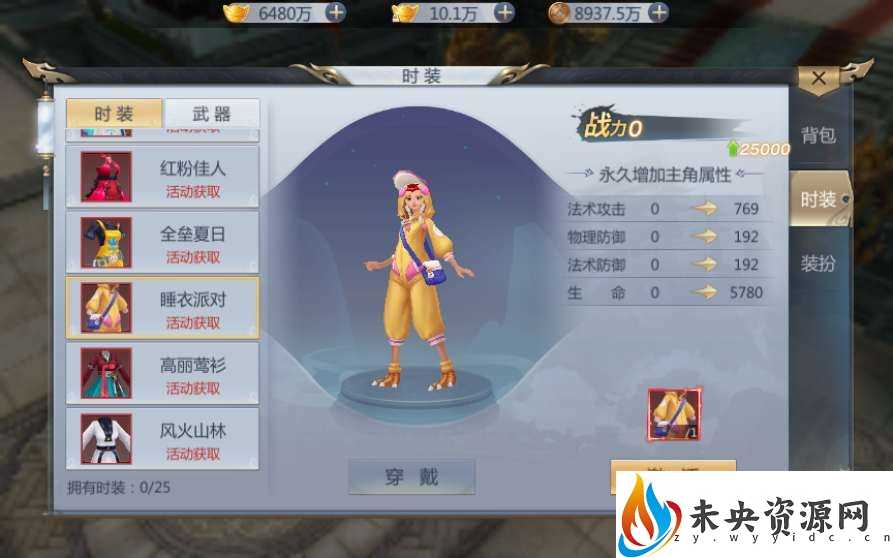 6480万 10.1万 8937.5万
时装
时装 武器
红粉佳人
活动获取
全垒夏日
活动获取
睡衣派对
活动获取
高丽莺衫
活动获取
风火山林
活动获取
拥有时装：0/25
穿 戴
战力0
25000
永久增加主角属性
法术攻击 0 769
物理防御 0 192
法术防御 0 192
生 命 0 5780
背包
时装
装扮
未央资源网
zy.wyyidc.cn